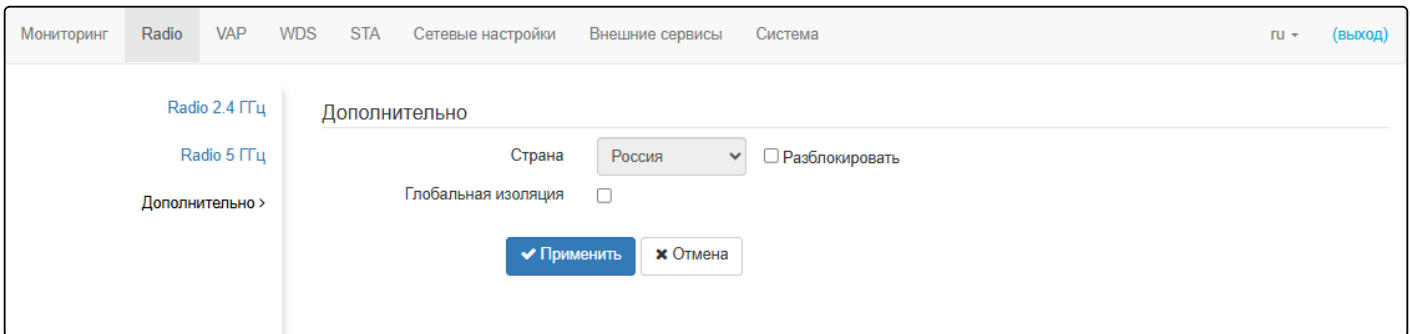 Мониторинг Radio VAP WDS STA Сетевые настройки Внешние сервисы Система ru (выход)
Radio 2.4 ГГц
Radio 5 ГГц
Дополнительно >
Дополнительно
Страна Россия Разблокировать
Глобальная изоляция
Применить Отмена